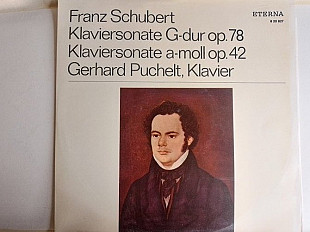 Franz Schubert
Klaviersonate G-dur op. 78
Klaviersonate a-moll op. 42
Gerhard Puchelt, Klavier
ETERNA